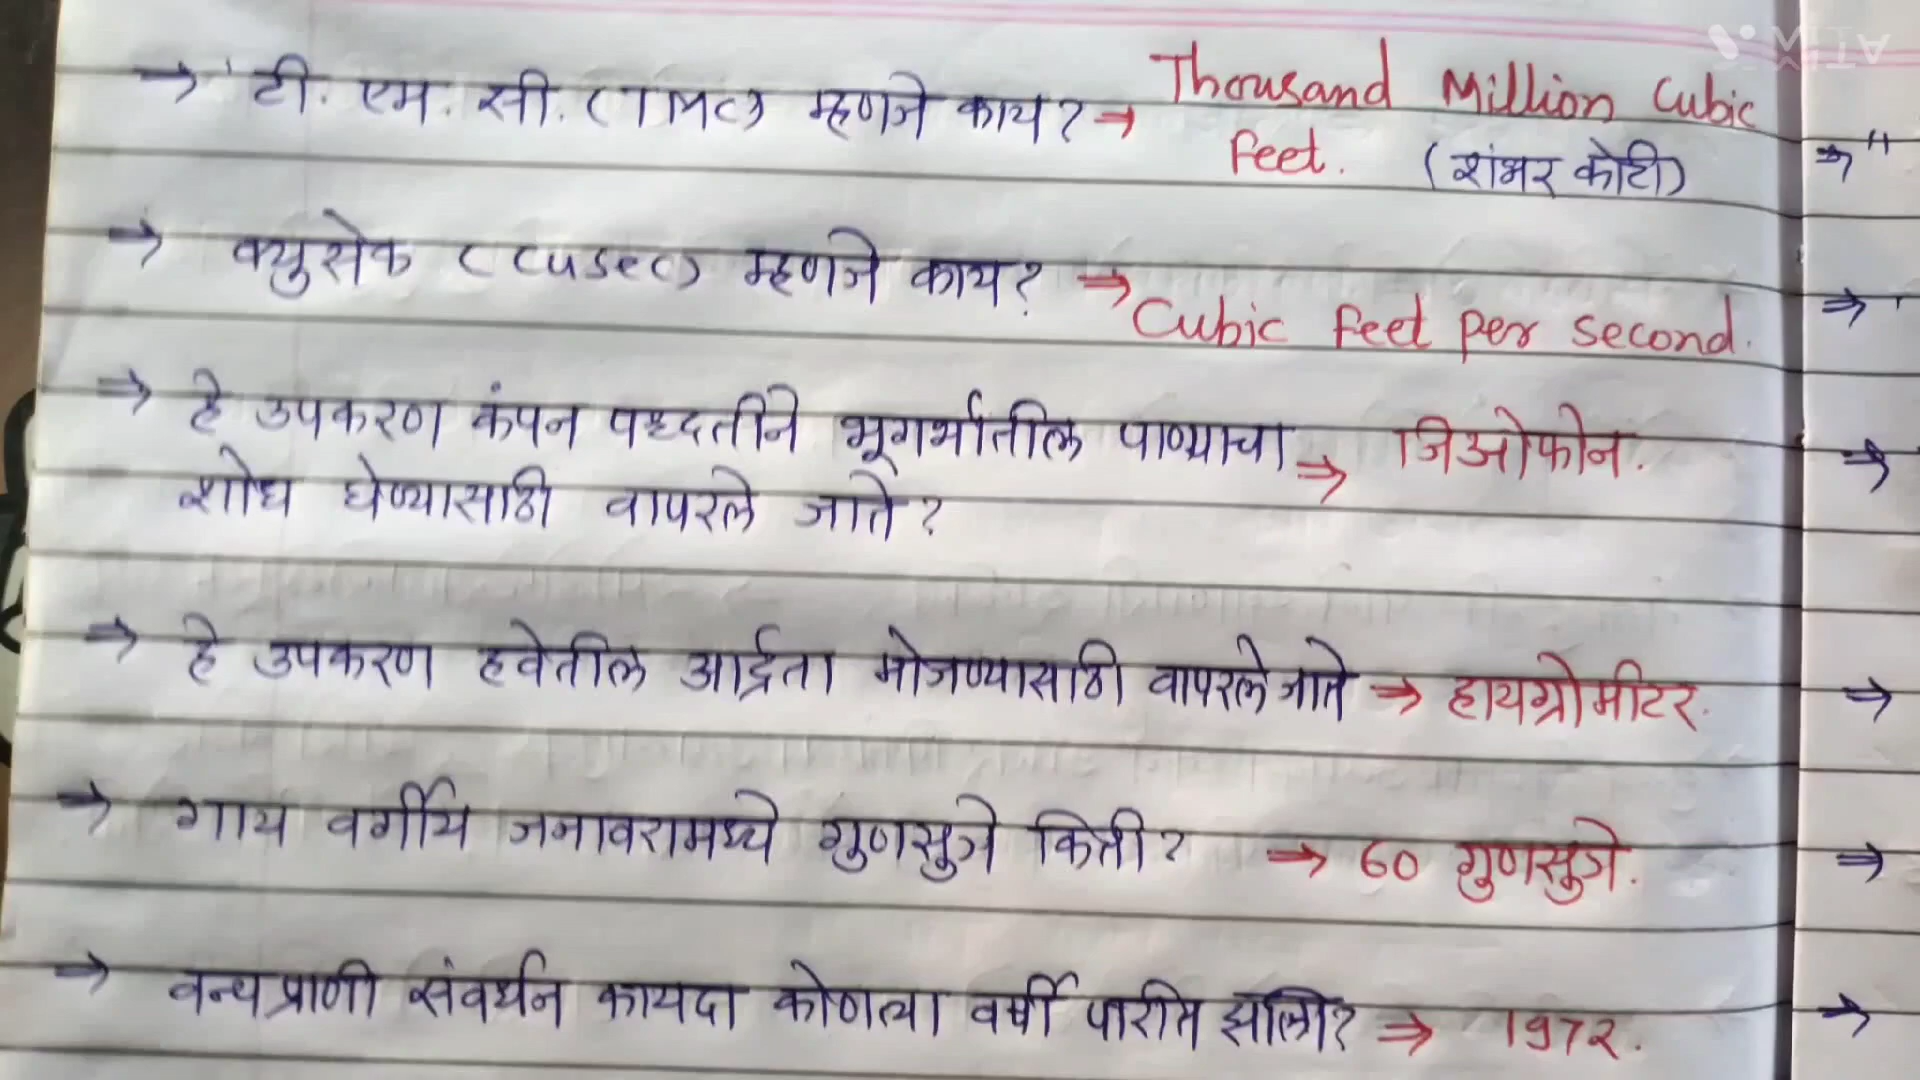 → टी. एम. सी. (TMC) म्हणजे काय? → Thousand Million Cubic
Feet. (शंभर कोटी)
→ क्युसेक (Cusec) म्हणजे काय? → Cubic Feet Per Second.
→ हे उपकरण कंपन पध्दतीने भूगर्भातील पाण्याचा → जिओफोन.
शोध घेण्यासाठी वापरले जाते?
→ हे उपकरण हवेतील आर्द्रता मोजण्यासाठी वापरले जाते → हायग्रोमीटर.
→ गाय वर्गीय जनावरामध्ये गुणसुत्रे किती? → 60 गुणसुत्रे.
→ वन्यप्राणी संवर्धन कायदा कोणत्या वर्षी पारीत झाला? → 197२.